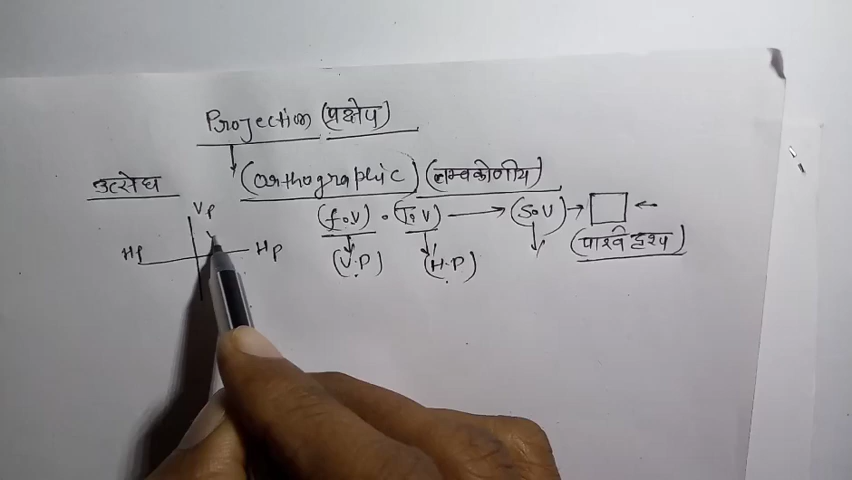 Projection (प्रक्षेप)
(Orthographic) (लम्बकोणीय)
उत्सेध
(f.v) . (T.V) → (S.V) → □ ←
(पार्श्व दृश्य)
(V.P) (H.P)
VP
HP HP